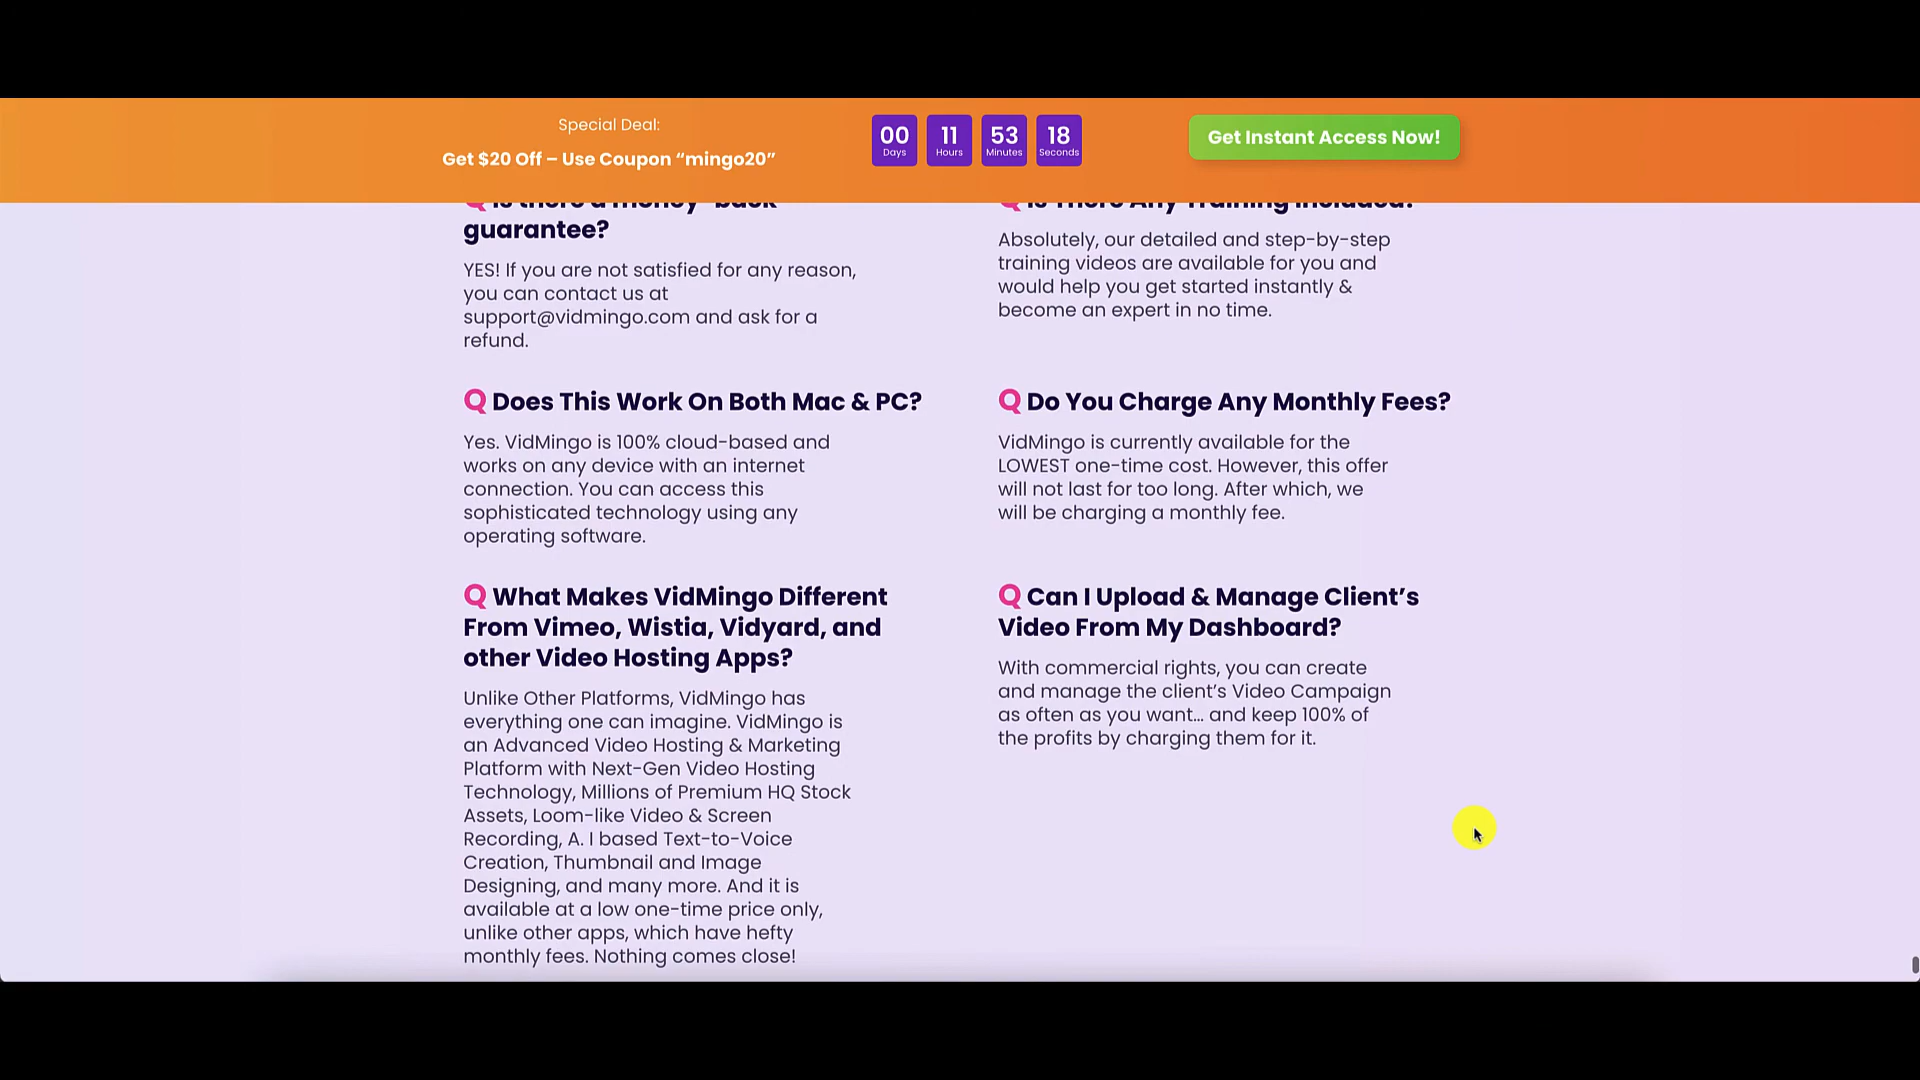 Special Deal:
Get $20 Off – Use Coupon “mingo20”
00
Days
11
Hours
53
Minutes
18
Seconds
Get Instant Access Now!
Q Is there a money-back
guarantee?
YES! If you are not satisfied for any reason,
you can contact us at
support@vidmingo.com and ask for a
refund.
Q Is There Any Training Included?
Absolutely, our detailed and step-by-step
training videos are available for you and
would help you get started instantly &
become an expert in no time.
Q Does This Work On Both Mac & PC?
Yes. VidMingo is 100% cloud-based and
works on any device with an internet
connection. You can access this
sophisticated technology using any
operating software.
Q Do You Charge Any Monthly Fees?
VidMingo is currently available for the
LOWEST one-time cost. However, this offer
will not last for too long. After which, we
will be charging a monthly fee.
Q What Makes VidMingo Different
From Vimeo, Wistia, Vidyard, and
other Video Hosting Apps?
Unlike Other Platforms, VidMingo has
everything one can imagine. VidMingo is
an Advanced Video Hosting & Marketing
Platform with Next-Gen Video Hosting
Technology, Millions of Premium HQ Stock
Assets, Loom-like Video & Screen
Recording, A. I based Text-to-Voice
Creation, Thumbnail and Image
Designing, and many more. And it is
available at a low one-time price only,
unlike other apps, which have hefty
monthly fees. Nothing comes close!
Q Can I Upload & Manage Client’s
Video From My Dashboard?
With commercial rights, you can create
and manage the client’s Video Campaign
as often as you want… and keep 100% of
the profits by charging them for it.